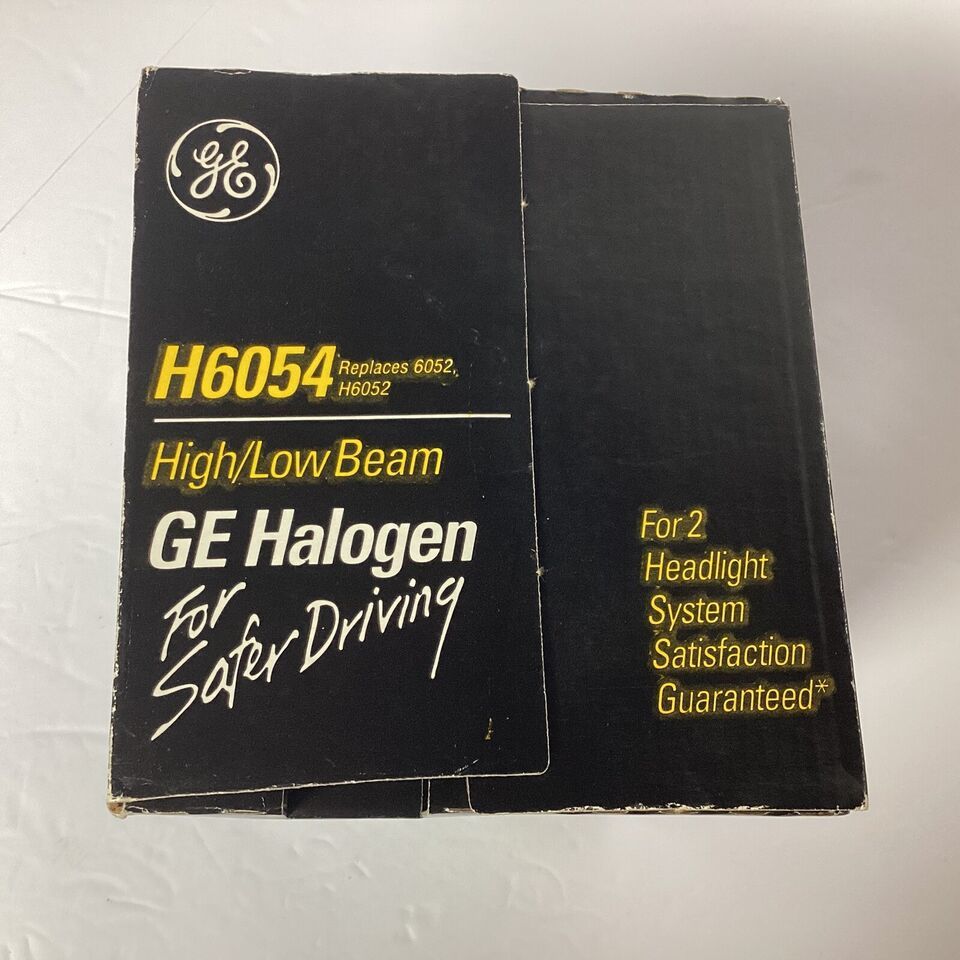 GE
H6054 Replaces 6052,
H6052
High/Low Beam
GE Halogen
For
Safer Driving
For 2
Headlight
System
Satisfaction
Guaranteed*